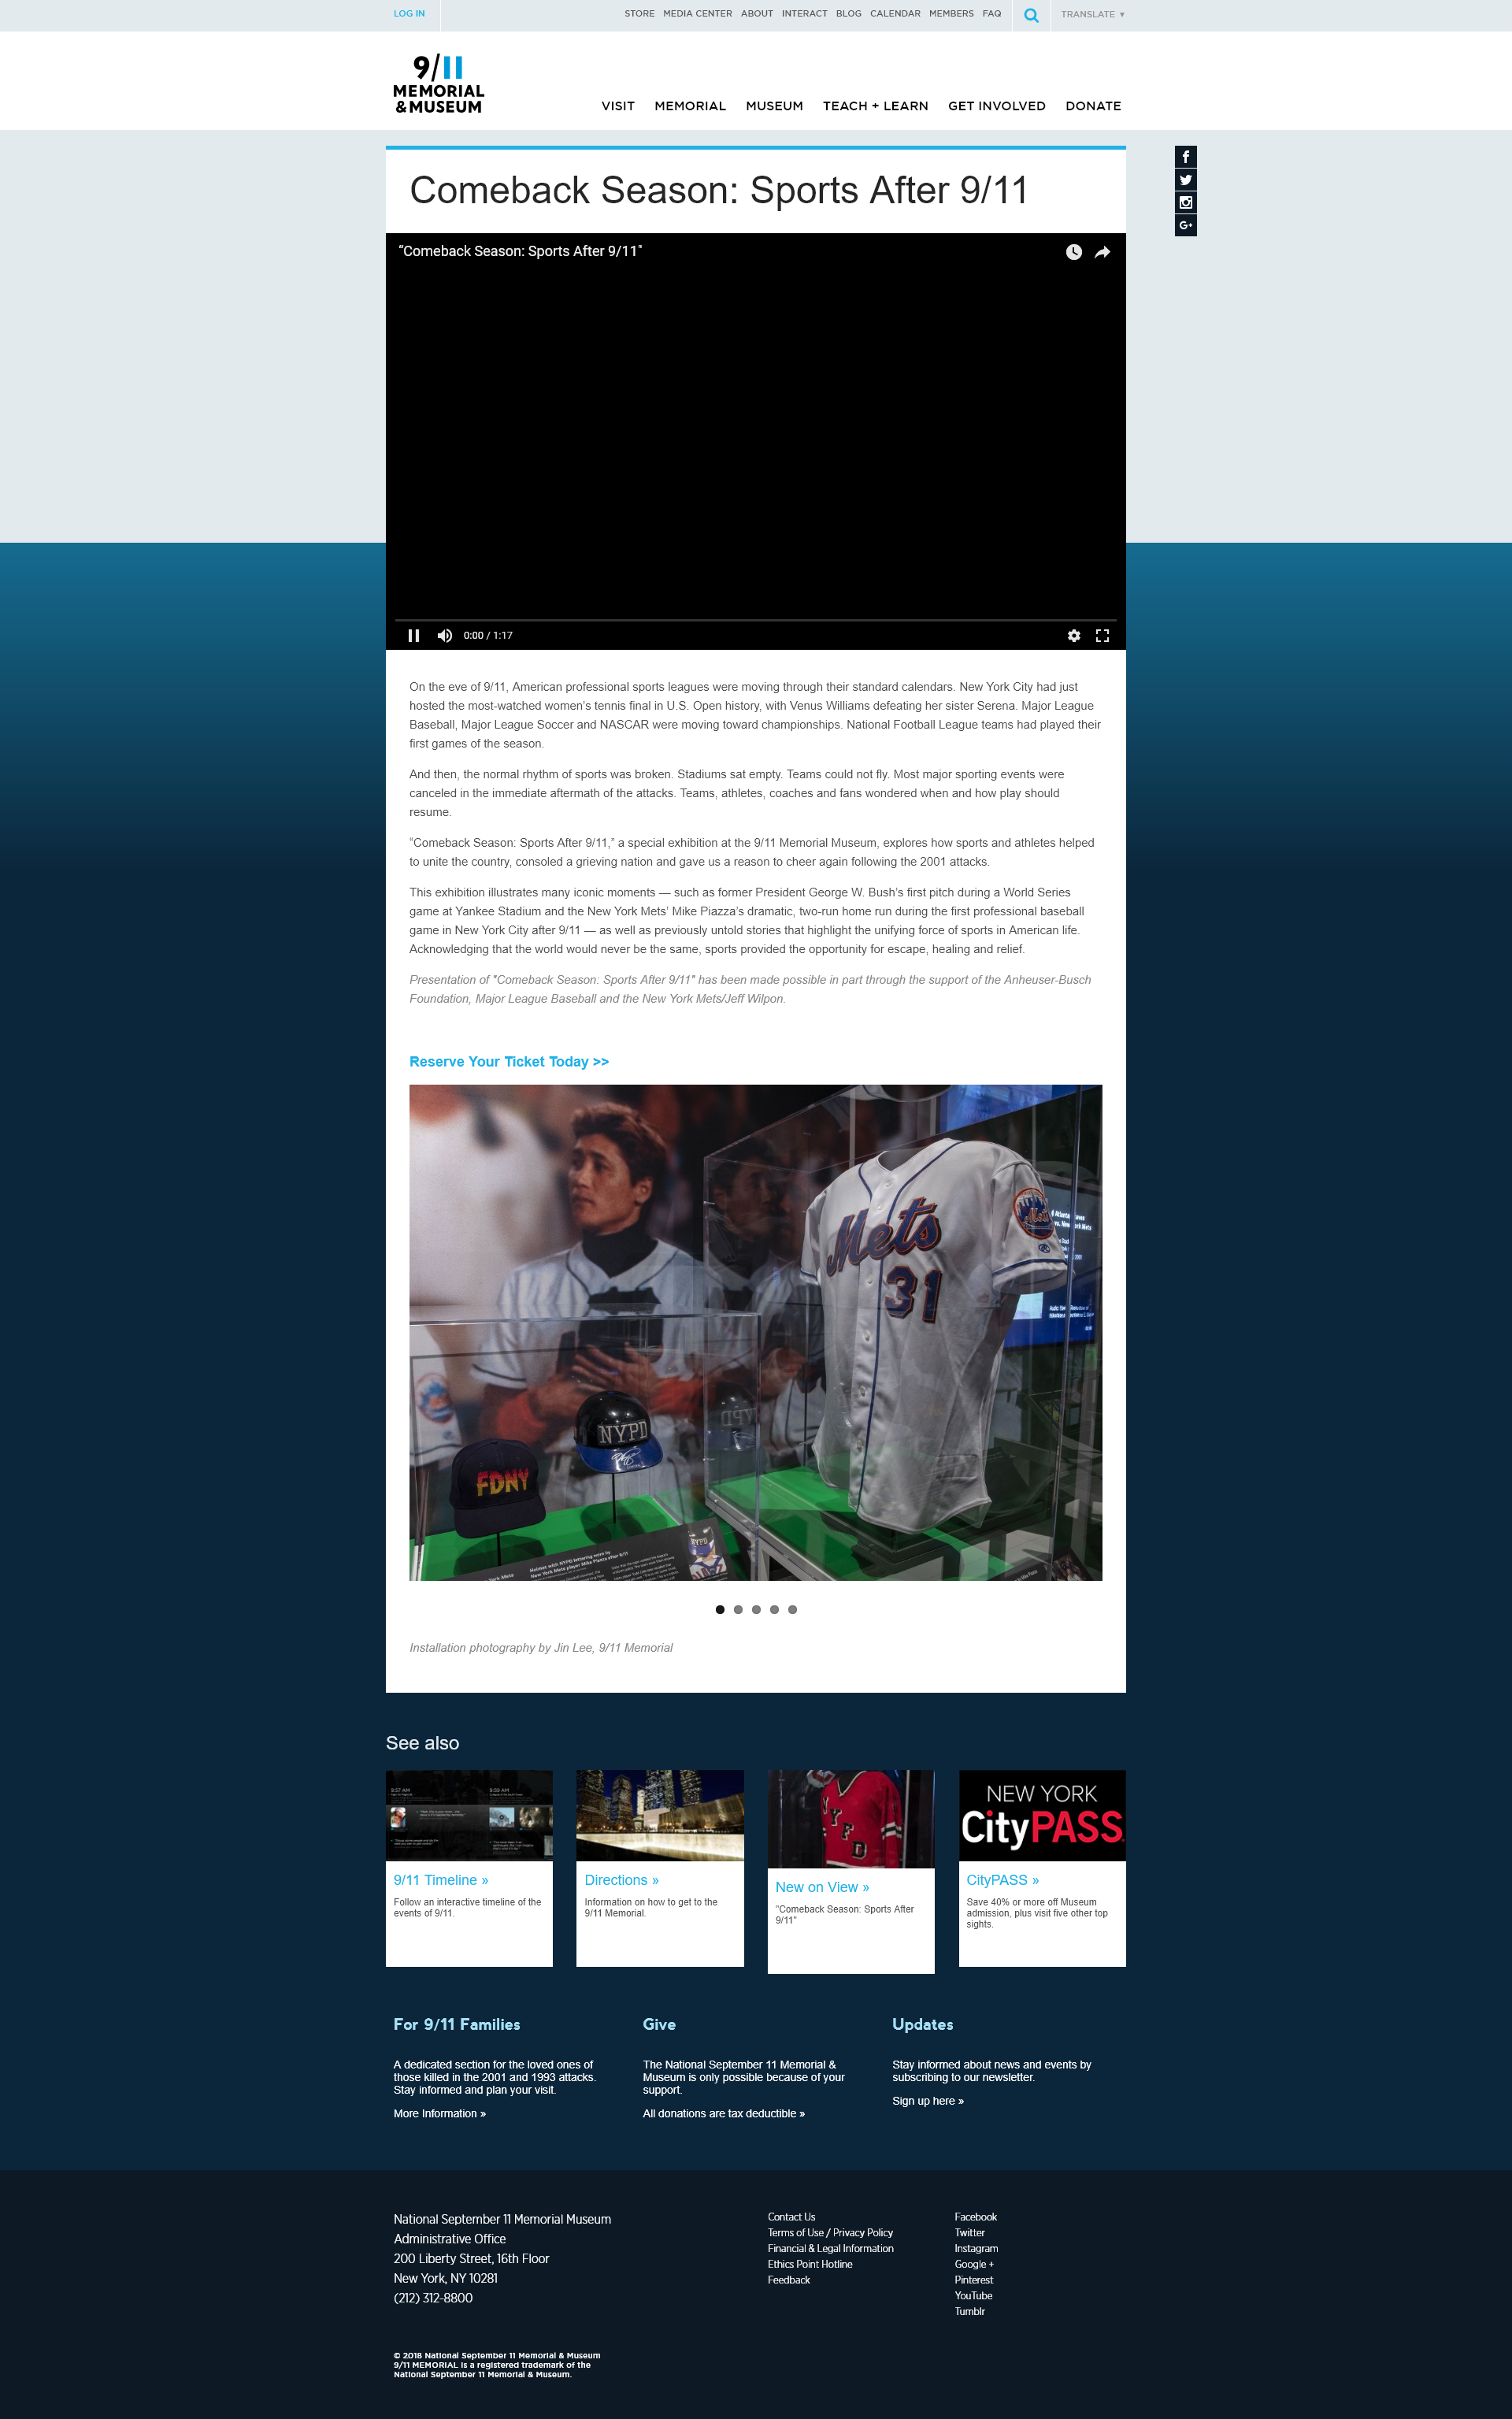 LOG IN
STORE MEDIA CENTER ABOUT INTERACT BLOG CALENDAR MEMBERS FAQ
TRANSLATE ▼
9/11
MEMORIAL
&MUSEUM
VISIT MEMORIAL MUSEUM TEACH + LEARN GET INVOLVED DONATE
Comeback Season: Sports After 9/11
“Comeback Season: Sports After 9/11"
0:00 / 1:17
On the eve of 9/11, American professional sports leagues were moving through their standard calendars. New York City had just
hosted the most-watched women’s tennis final in U.S. Open history, with Venus Williams defeating her sister Serena. Major League
Baseball, Major League Soccer and NASCAR were moving toward championships. National Football League teams had played their
first games of the season.
And then, the normal rhythm of sports was broken. Stadiums sat empty. Teams could not fly. Most major sporting events were
canceled in the immediate aftermath of the attacks. Teams, athletes, coaches and fans wondered when and how play should
resume.
“Comeback Season: Sports After 9/11,” a special exhibition at the 9/11 Memorial Museum, explores how sports and athletes helped
to unite the country, consoled a grieving nation and gave us a reason to cheer again following the 2001 attacks.
This exhibition illustrates many iconic moments — such as former President George W. Bush’s first pitch during a World Series
game at Yankee Stadium and the New York Mets’ Mike Piazza’s dramatic, two-run home run during the first professional baseball
game in New York City after 9/11 — as well as previously untold stories that highlight the unifying force of sports in American life.
Acknowledging that the world would never be the same, sports provided the opportunity for escape, healing and relief.
Presentation of "Comeback Season: Sports After 9/11" has been made possible in part through the support of the Anheuser-Busch
Foundation, Major League Baseball and the New York Mets/Jeff Wilpon.
Reserve Your Ticket Today >>
Mets
31
NYPD
FDNY
Installation photography by Jin Lee, 9/11 Memorial
See also
NEW YORK
CityPASS
9/11 Timeline »
Follow an interactive timeline of the
events of 9/11.
Directions »
Information on how to get to the
9/11 Memorial.
New on View »
"Comeback Season: Sports After
9/11"
CityPASS »
Save 40% or more off Museum
admission, plus visit five other top
sights.
For 9/11 Families
A dedicated section for the loved ones of
those killed in the 2001 and 1993 attacks.
Stay informed and plan your visit.
More Information »
Give
The National September 11 Memorial &
Museum is only possible because of your
support.
All donations are tax deductible »
Updates
Stay informed about news and events by
subscribing to our newsletter.
Sign up here »
National September 11 Memorial Museum
Administrative Office
200 Liberty Street, 16th Floor
New York, NY 10281
(212) 312-8800
Contact Us
Terms of Use / Privacy Policy
Financial & Legal Information
Ethics Point Hotline
Feedback
Facebook
Twitter
Instagram
Google +
Pinterest
YouTube
Tumblr
© 2018 National September 11 Memorial & Museum
9/11 MEMORIAL is a registered trademark of the
National September 11 Memorial & Museum.